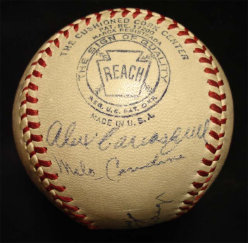 THE CUSHIONED CORK CENTER
THE SIGN OF QUALITY
REACH
REG. U.S. PAT. OFF.
MADE IN U.S.A.
Alex Carrasquel
Milo Candini